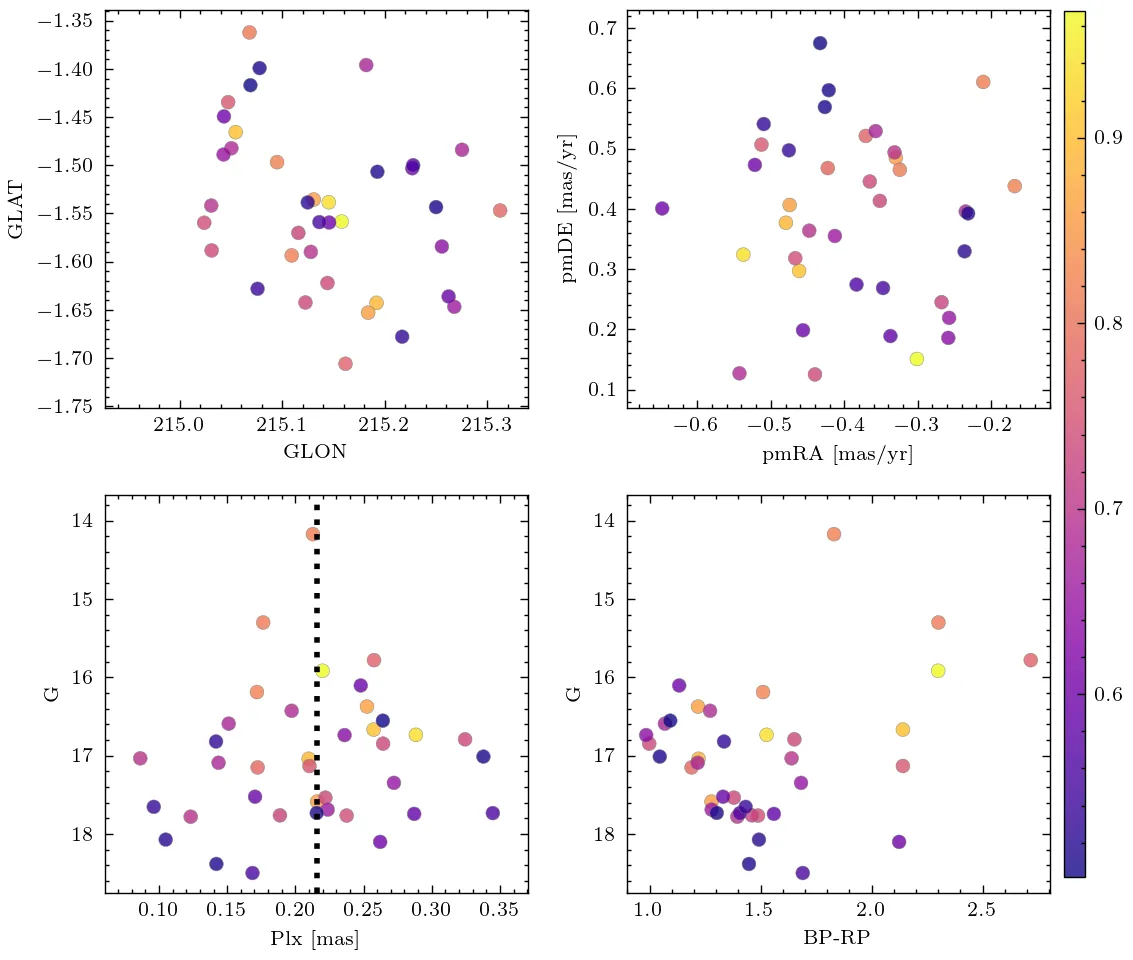 −1.35
−1.40
−1.45
−1.50
−1.55
−1.60
−1.65
−1.70
−1.75
GLAT
215.0 215.1 215.2 215.3
GLON
0.7
0.6
0.5
0.4
0.3
0.2
0.1
pmDE [mas/yr]
−0.6 −0.5 −0.4 −0.3 −0.2
pmRA [mas/yr]
0.9
0.8
0.7
0.6
14
15
16
17
18
G
0.10 0.15 0.20 0.25 0.30 0.35
Plx [mas]
14
15
16
17
18
G
1.0 1.5 2.0 2.5
BP-RP